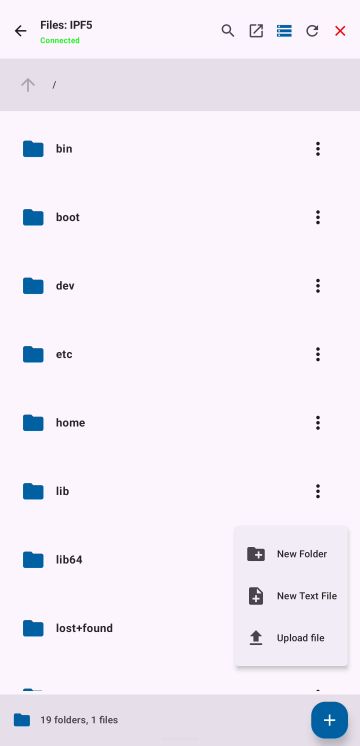 Files: IPF5
Connected
/
bin
boot
dev
etc
home
lib
lib64
lost+found
New Folder
New Text File
Upload file
19 folders, 1 files